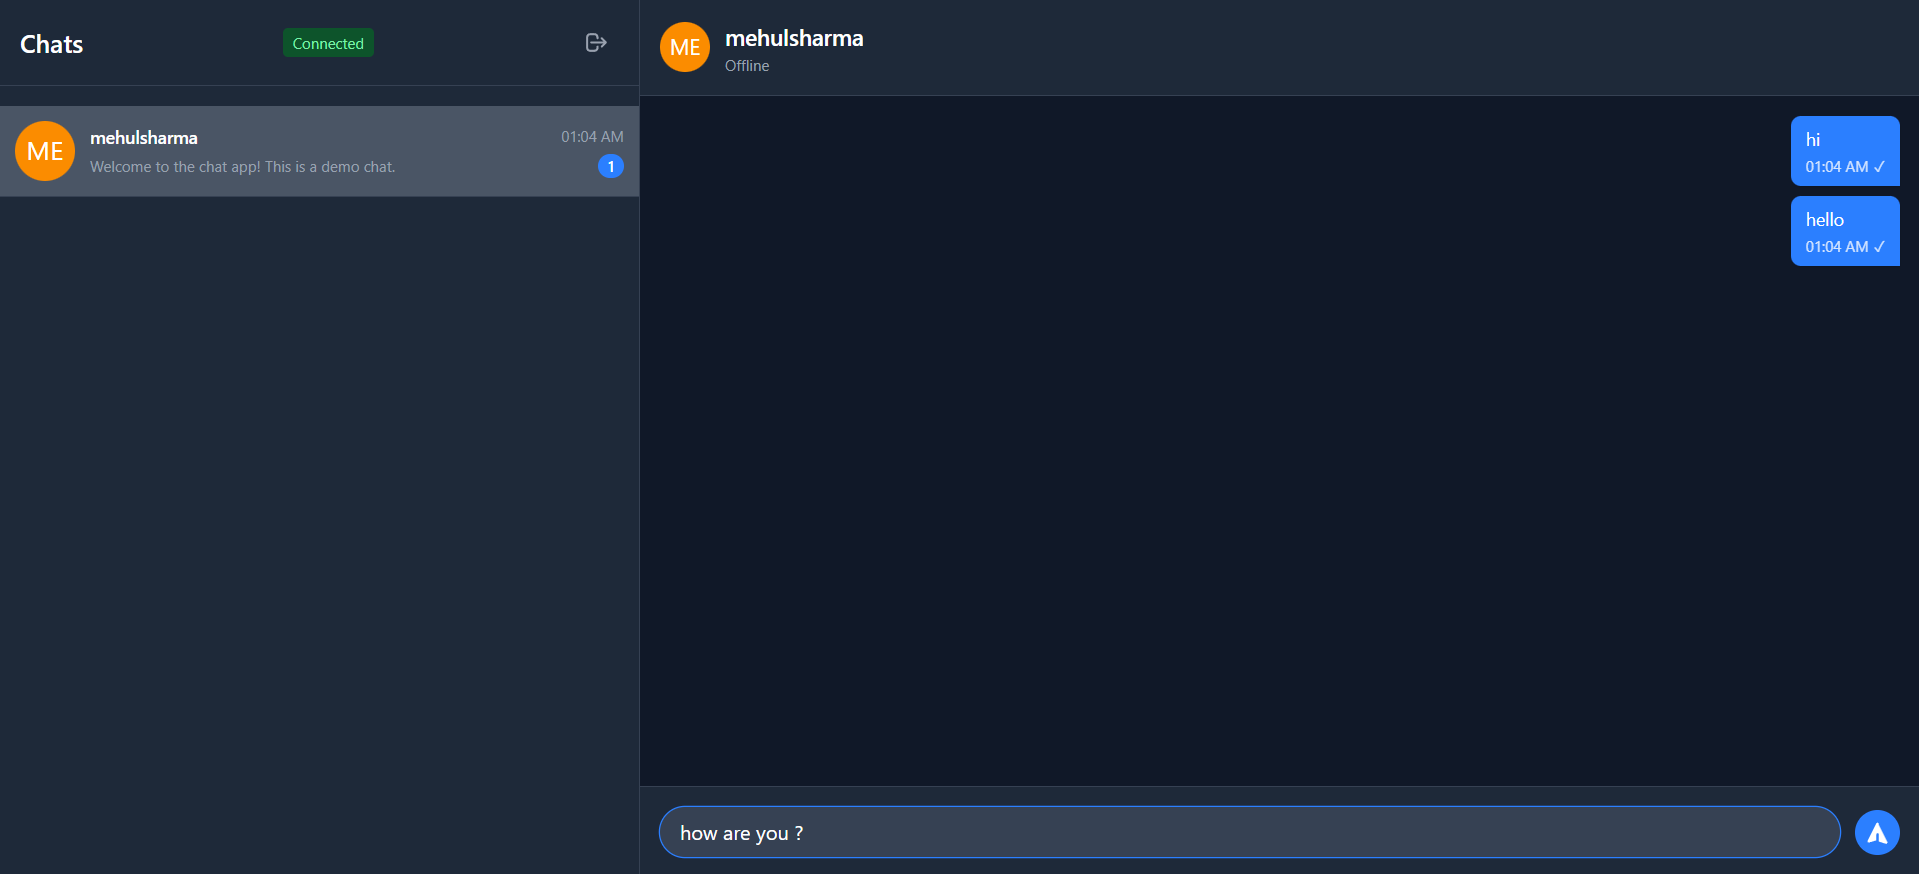 Chats
Connected
ME
mehulsharma
01:04 AM
Welcome to the chat app! This is a demo chat.
1
ME
mehulsharma
Offline
hi
01:04 AM ✓
hello
01:04 AM ✓
how are you ?